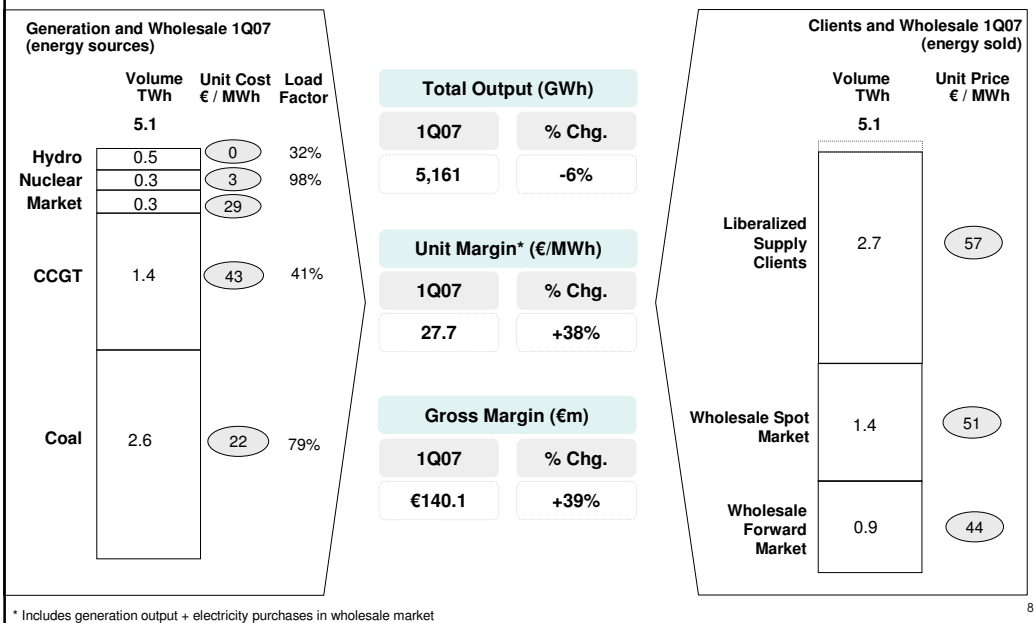 Generation and Wholesale 1Q07
(energy sources)
Volume
TWh
Unit Cost
€ / MWh
Load
Factor
5.1
Hydro 0.5 0 32%
Nuclear 0.3 3 98%
Market 0.3 29
CCGT 1.4 43 41%
Coal 2.6 22 79%
Total Output (GWh)
1Q07 % Chg.
5,161 -6%
Unit Margin* (€/MWh)
1Q07 % Chg.
27.7 +38%
Gross Margin (€m)
1Q07 % Chg.
€140.1 +39%
Clients and Wholesale 1Q07
(energy sold)
Volume
TWh
Unit Price
€ / MWh
5.1
Liberalized
Supply
Clients
2.7 57
Wholesale Spot
Market
1.4 51
Wholesale
Forward
Market
0.9 44
* Includes generation output + electricity purchases in wholesale market
8